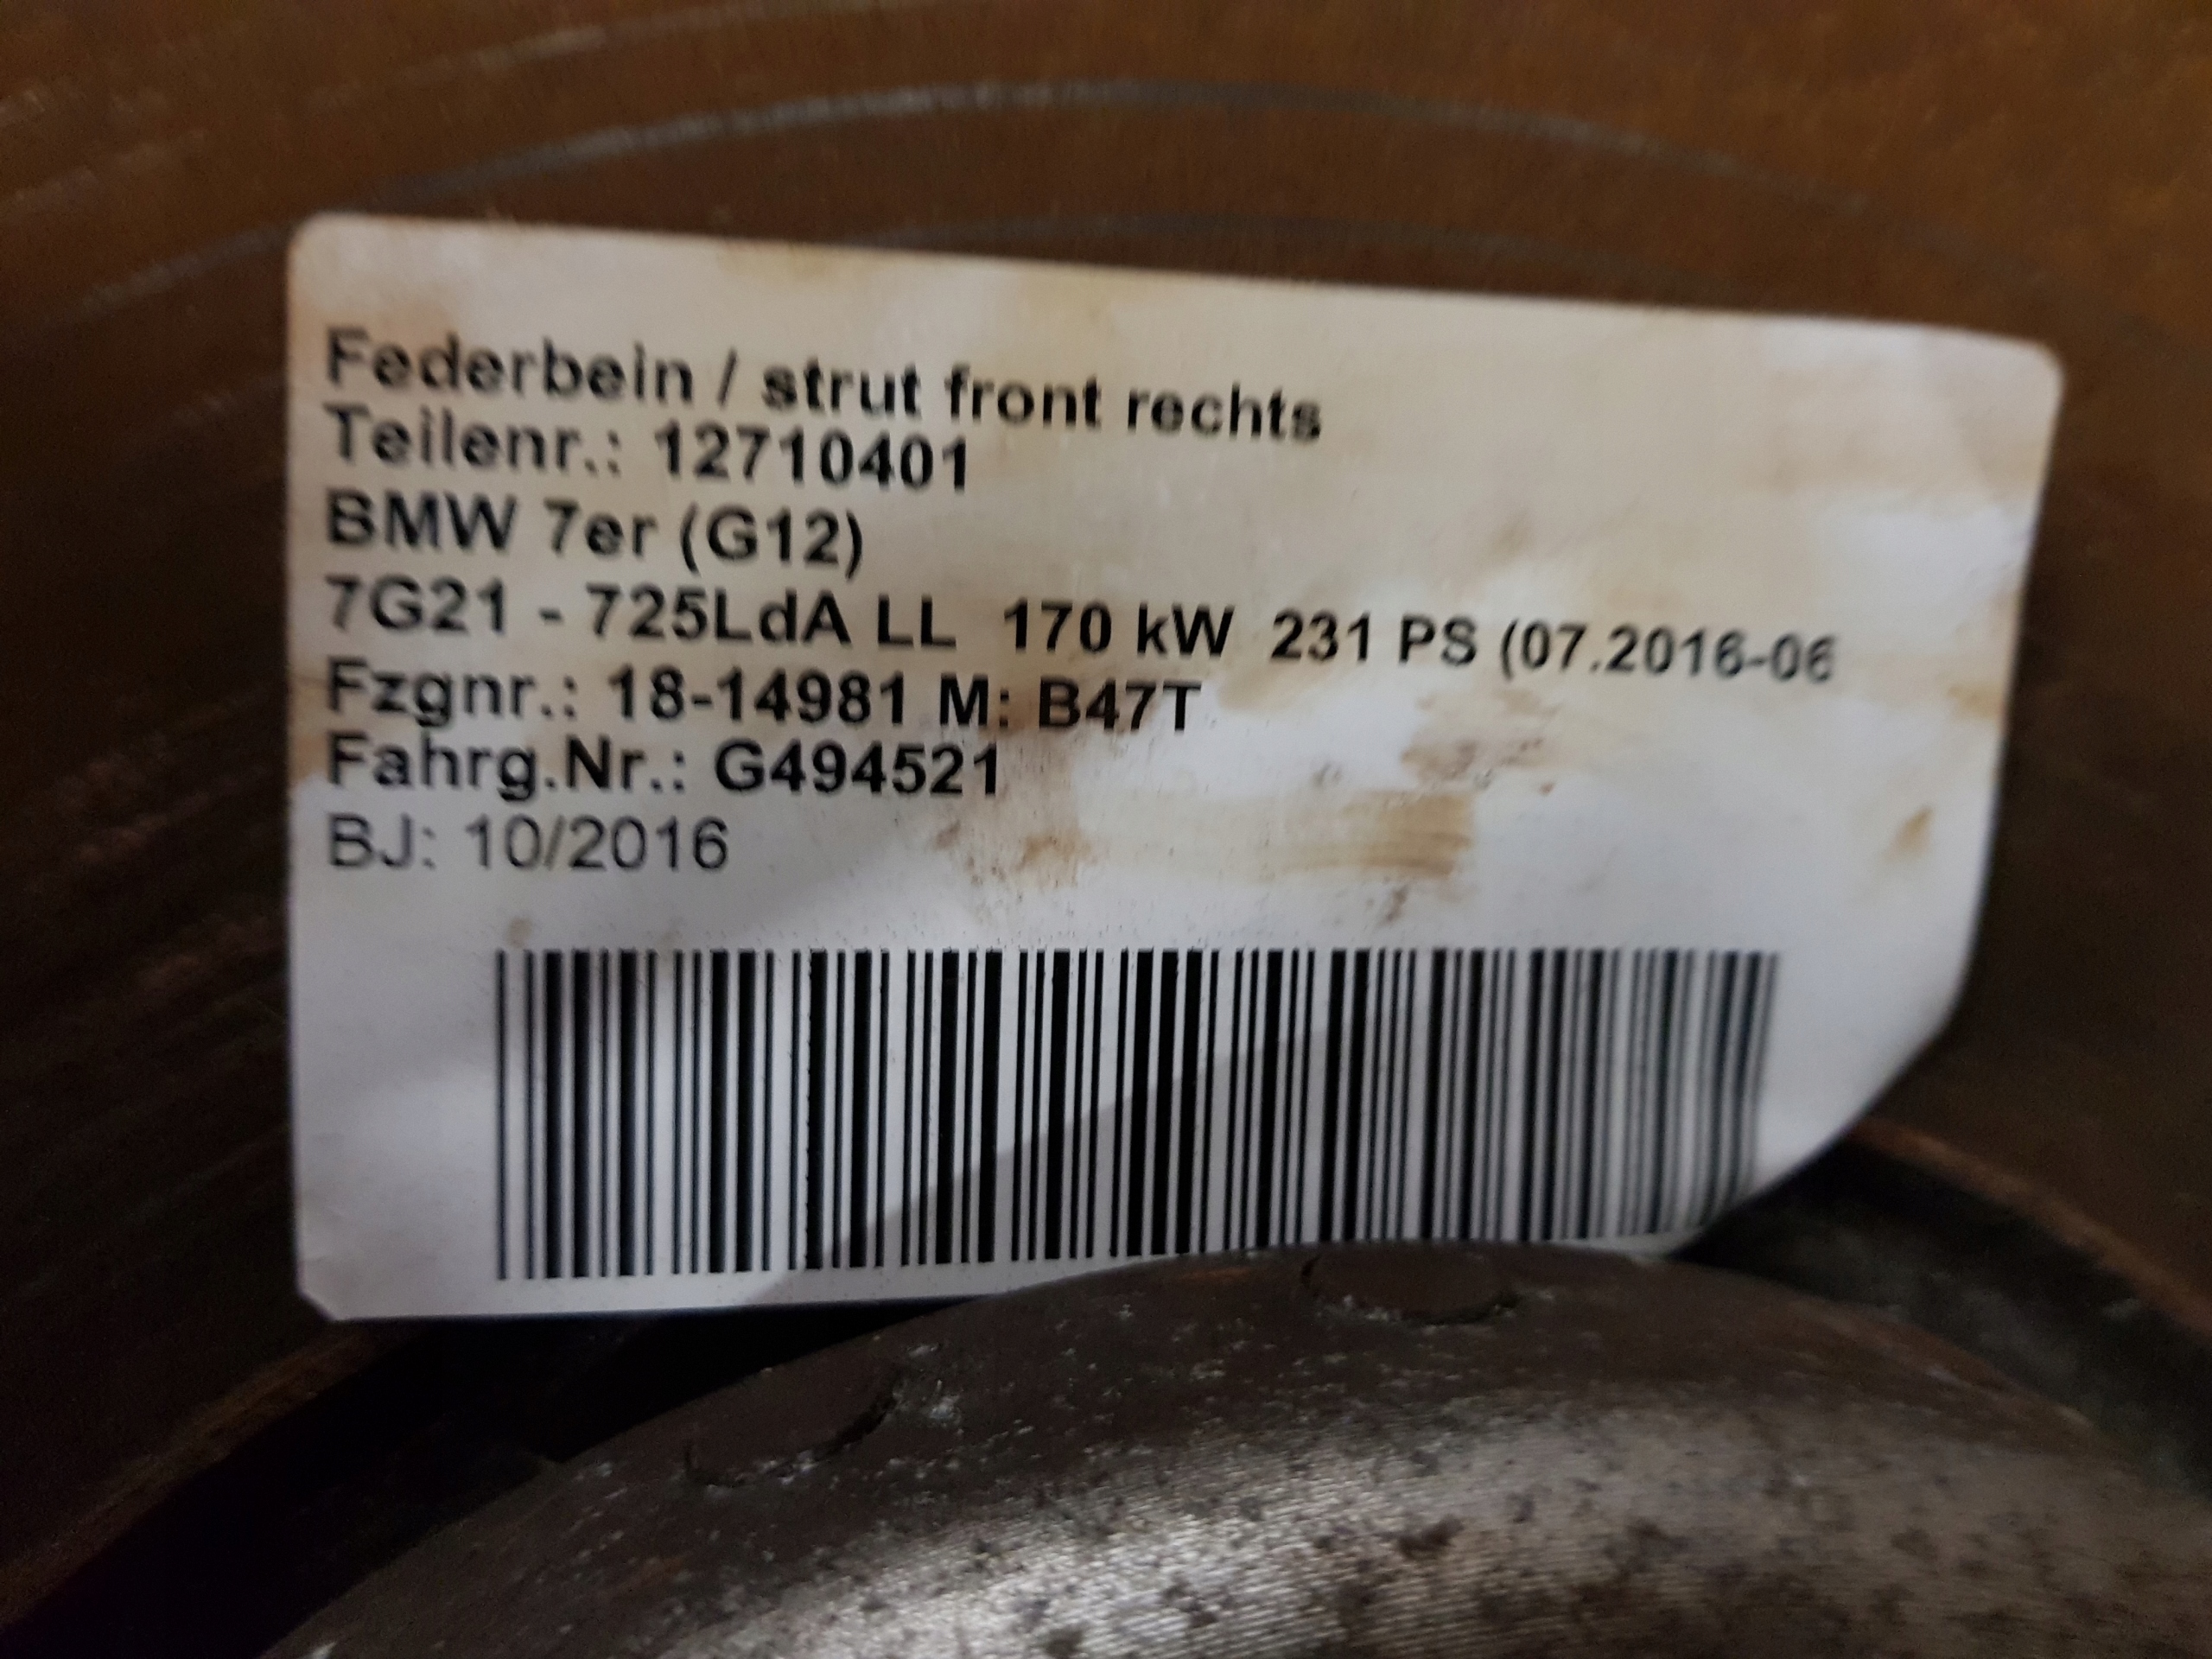 Federbein / strut front rechts
Teilenr.: 12710401
BMW 7er (G12)
7G21 - 725LdA LL 170 kW 231 PS (07.2016-06
Fzgnr.: 18-14981 M: B47T
Fahrg.Nr.: G494521
BJ: 10/2016